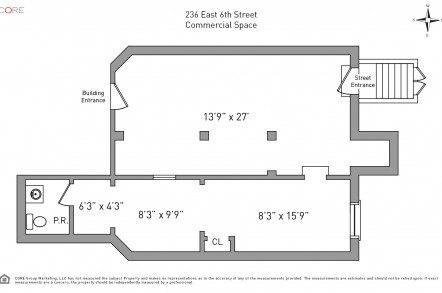 CORE
236 East 6th Street
Commercial Space
Building
Entrance
Street
Entrance
13'9" x 27'
P.R.
6'3" x 4'3"
8'3" x 9'9"
8'3" x 15'9"
CL
CORE Group Marketing, LLC has not measured the subject Property and makes no representations as to the accuracy of any of the measurements provided. The measurements are estimates and should not be relied upon. If exact
measurements are a concern, the property should be independently measured by a professional.